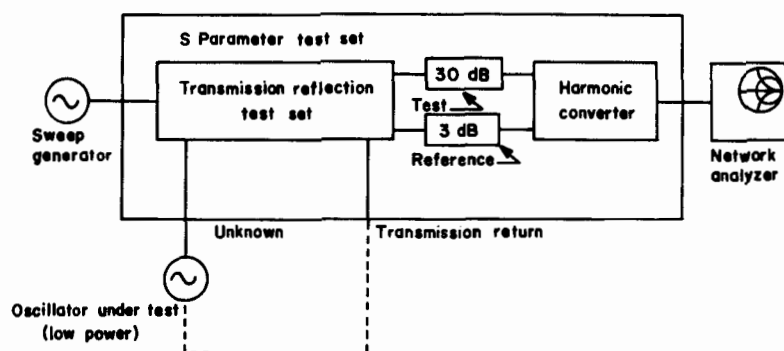 S Parameter test set
Transmission reflection
test set
30 dB
Test
3 dB
Reference
Harmonic
converter
Sweep
generator
Network
analyzer
Unknown
Transmission return
Oscillator under test
(low power)